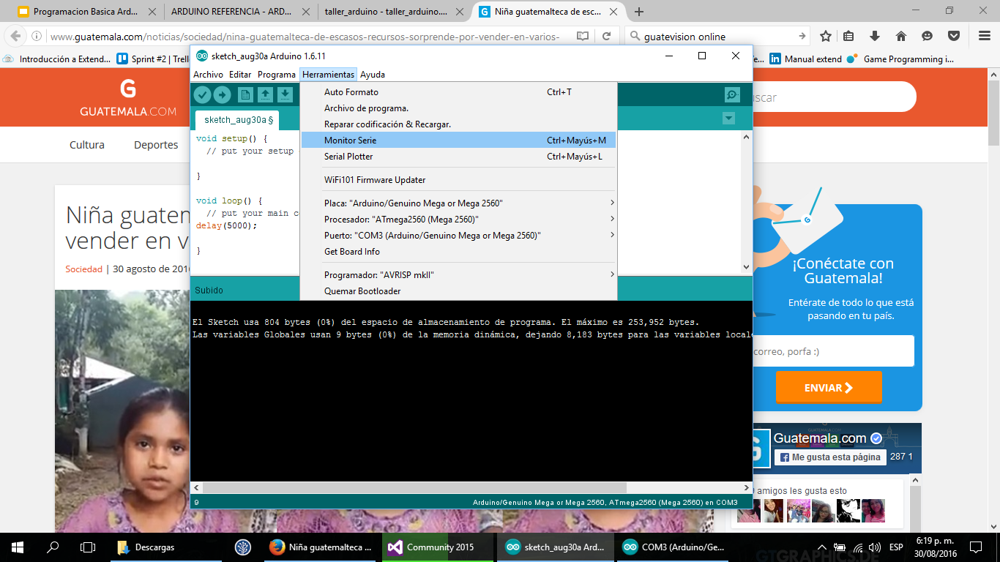 Programacion Basica Ard...
ARDUINO REFERENCIA - ARD...
taller_arduino - taller_arduino....
Niña guatemalteca de esc...
www.guatemala.com/noticias/sociedad/nina-guatemalteca-de-escasos-recursos-sorprende-por-vender-en-varios-
guatevision online
Introducción a Extend...
Sprint #2 | Trell
e...
Manual extend
Game Programming i...
sketch_aug30a Arduino 1.6.11
Archivo Editar Programa Herramientas Ayuda
G
GUATEMALA.COM
uscar
Cultura
Deportes
sketch_aug30a §
void setup() {
// put your setup
}
void loop() {
// put your main c
delay(5000);
}
Auto Formato Ctrl+T
Archivo de programa.
Reparar codificación & Recargar.
Monitor Serie Ctrl+Mayús+M
Serial Plotter Ctrl+Mayús+L
WiFi101 Firmware Updater
Placa: "Arduino/Genuino Mega or Mega 2560"
Procesador: "ATmega2560 (Mega 2560)"
Puerto: "COM3 (Arduino/Genuino Mega or Mega 2560)"
Get Board Info
Programador: "AVRISP mkII"
Quemar Bootloader
Niña guatem
vender en v
Sociedad | 30 agosto de 2016
Subido
El Sketch usa 804 bytes (0%) del espacio de almacenamiento de programa. El máximo es 253,952 bytes.
Las variables Globales usan 9 bytes (0%) de la memoria dinámica, dejando 8,183 bytes para las variables locale
9
Arduino/Genuino Mega or Mega 2560, ATmega2560 (Mega 2560) en COM3
G
¡Conéctate con
Guatemala!
Entérate de todo lo que está
pasando en tu país.
correo, porfa :)
ENVIAR
Guatemala.com
Me gusta esta página
287 1
amigos les gusta esto
Descargas
Niña guatemalteca ...
Community 2015
sketch_aug30a Ard...
COM3 (Arduino/Ge...
GTGRAPHICS.DE
ESP
6:19 p. m.
30/08/2016